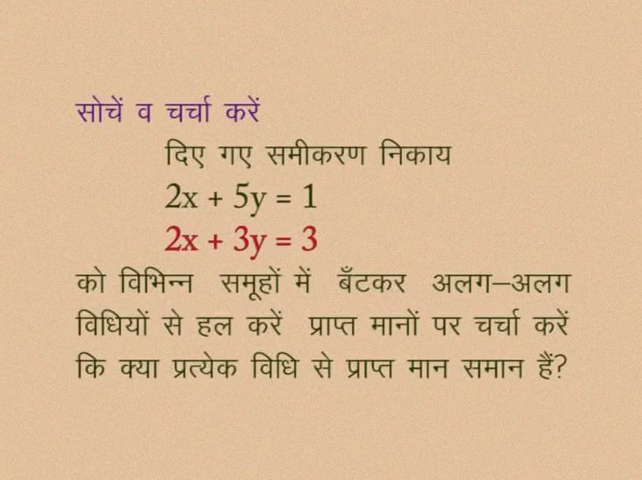 सोचें व चर्चा करें
दिए गए समीकरण निकाय
2x + 5y = 1
2x + 3y = 3
को विभिन्न समूहों में बँटकर अलग–अलग
विधियों से हल करें प्राप्त मानों पर चर्चा करें
कि क्या प्रत्येक विधि से प्राप्त मान समान हैं?